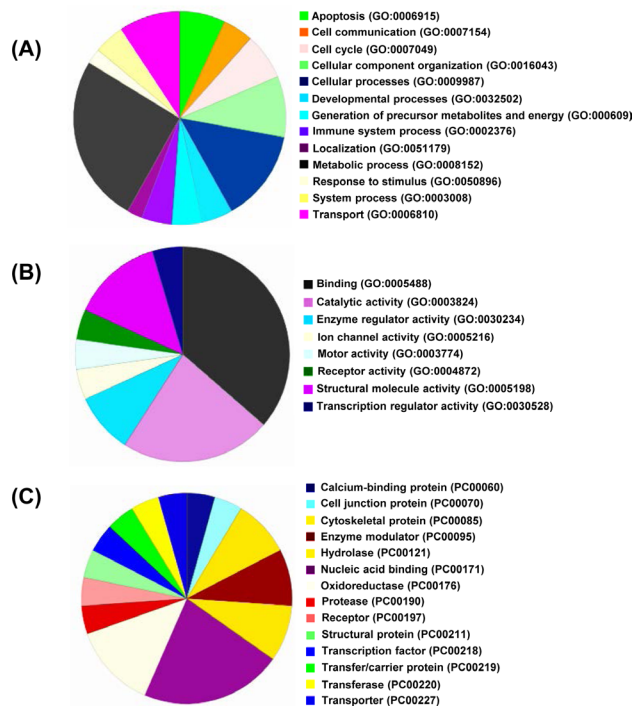 (A)
Apoptosis (GO:0006915)
Cell communication (GO:0007154)
Cell cycle (GO:0007049)
Cellular component organization (GO:0016043)
Cellular processes (GO:0009987)
Developmental processes (GO:0032502)
Generation of precursor metabolites and energy (GO:000609)
Immune system process (GO:0002376)
Localization (GO:0051179)
Metabolic process (GO:0008152)
Response to stimulus (GO:0050896)
System process (GO:0003008)
Transport (GO:0006810)
(B)
Binding (GO:0005488)
Catalytic activity (GO:0003824)
Enzyme regulator activity (GO:0030234)
Ion channel activity (GO:0005216)
Motor activity (GO:0003774)
Receptor activity (GO:0004872)
Structural molecule activity (GO:0005198)
Transcription regulator activity (GO:0030528)
(C)
Calcium-binding protein (PC00060)
Cell junction protein (PC00070)
Cytoskeletal protein (PC00085)
Enzyme modulator (PC00095)
Hydrolase (PC00121)
Nucleic acid binding (PC00171)
Oxidoreductase (PC00176)
Protease (PC00190)
Receptor (PC00197)
Structural protein (PC00211)
Transcription factor (PC00218)
Transfer/carrier protein (PC00219)
Transferase (PC00220)
Transporter (PC00227)